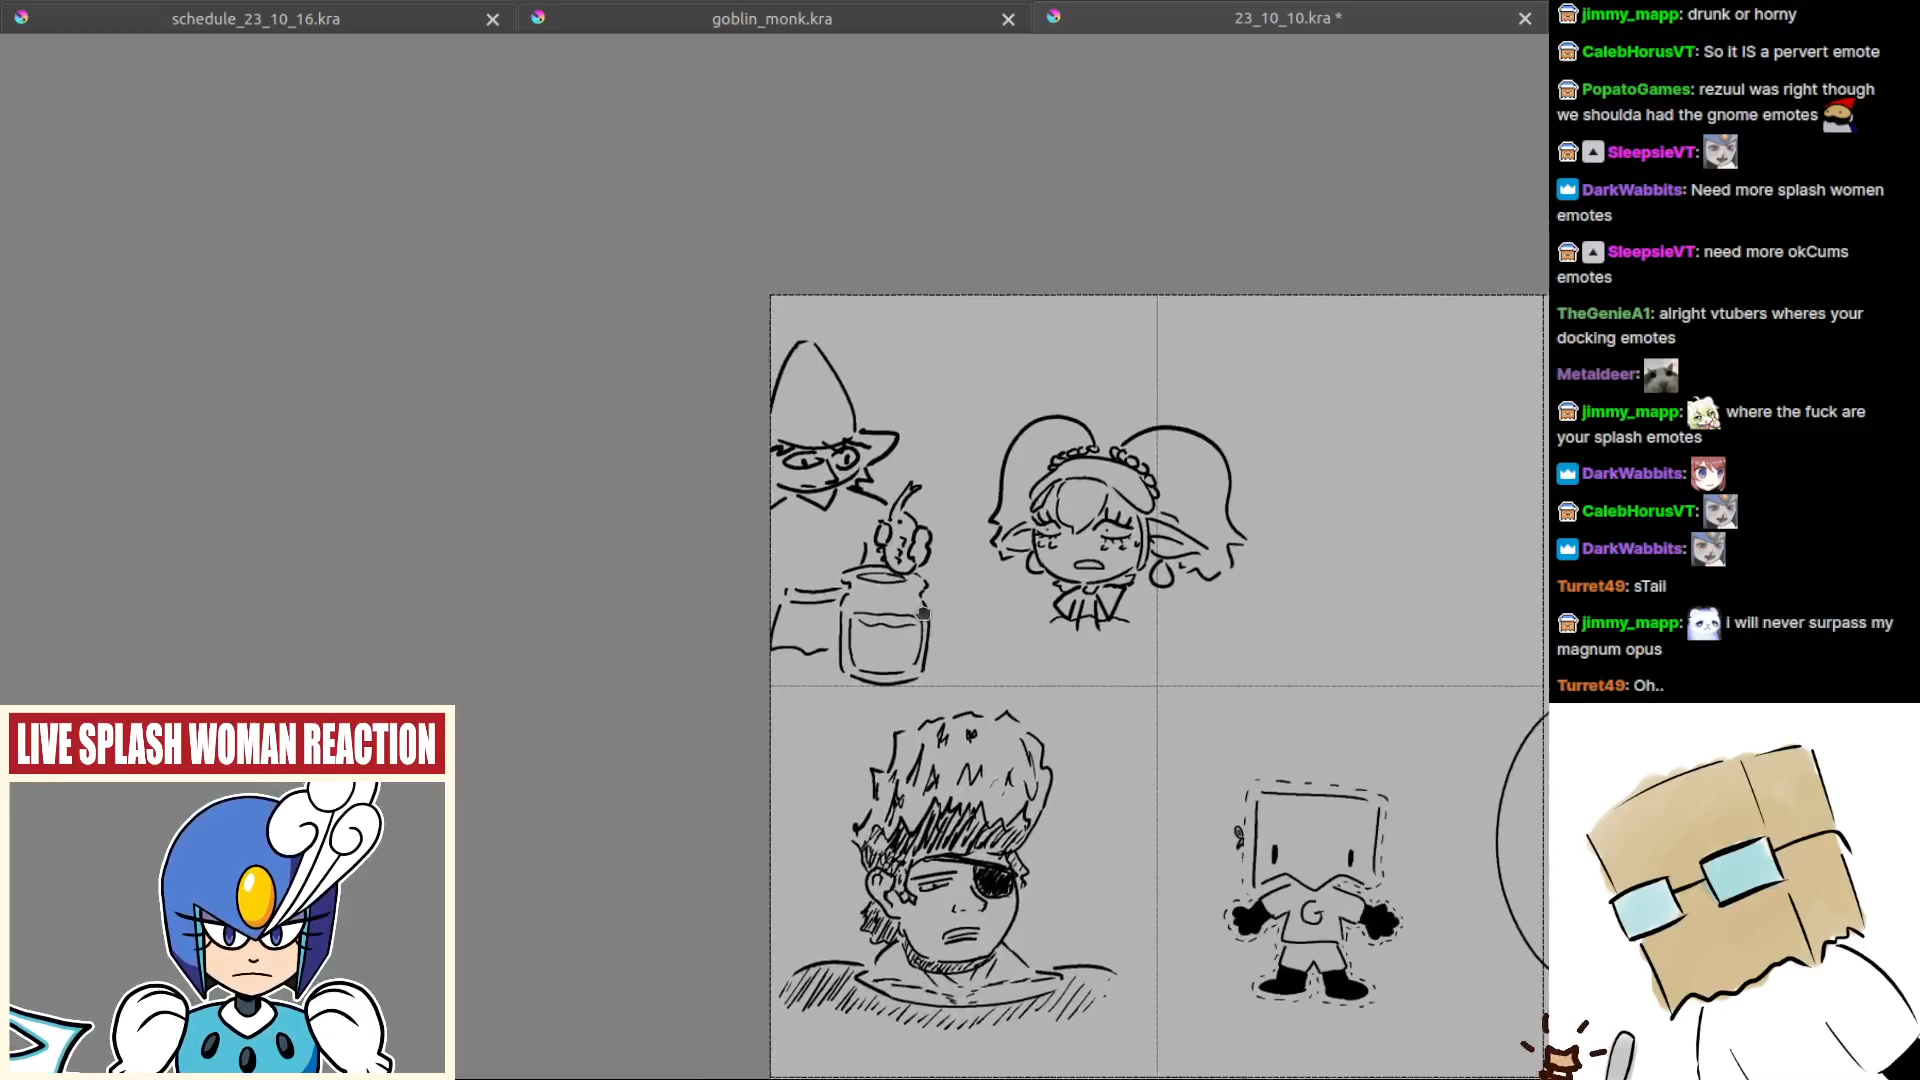 schedule_23_10_16.kra
goblin_monk.kra
23_10_10.kra *
jimmy_mapp: drunk or horny
CalebHorusVT: So it IS a pervert emote
PopatoGames: rezuul was right though
we shoulda had the gnome emotes
SleepsieVT:
DarkWabbits: Need more splash women
emotes
SleepsieVT: need more okCums
emotes
TheGenieA1: alright vtubers wheres your
docking emotes
Metaldeer:
jimmy_mapp: where the fuck are
your splash emotes
DarkWabbits:
CalebHorusVT:
DarkWabbits:
Turret49: sTail
jimmy_mapp: i will never surpass my
magnum opus
Turret49: Oh..
LIVE SPLASH WOMAN REACTION
G